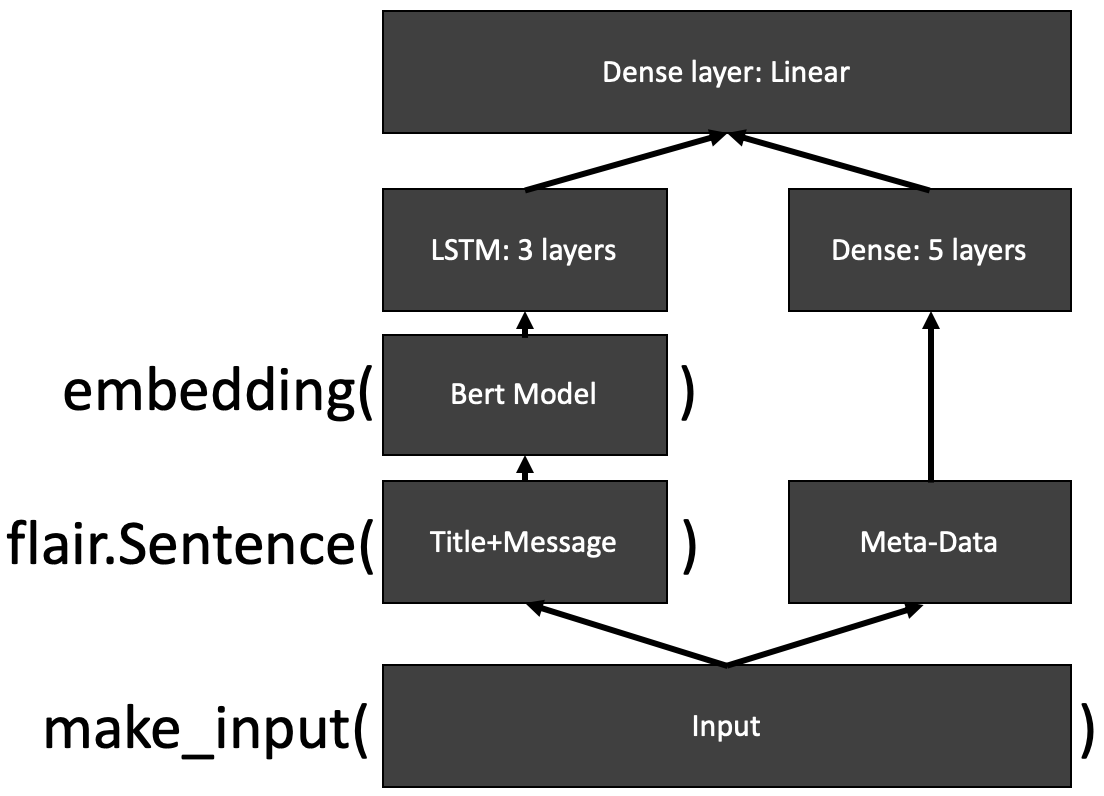 Dense layer: Linear
LSTM: 3 layers
Dense: 5 layers
embedding( Bert Model )
flair.Sentence( Title+Message )
Meta-Data
make_input( Input )